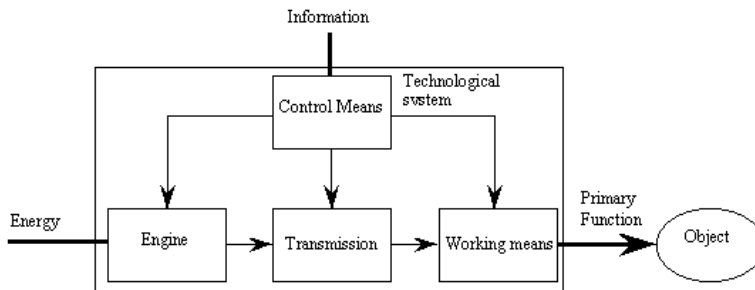 Information
Technological
system
Control Means
Energy
Engine
Transmission
Working means
Primary
Function
Object